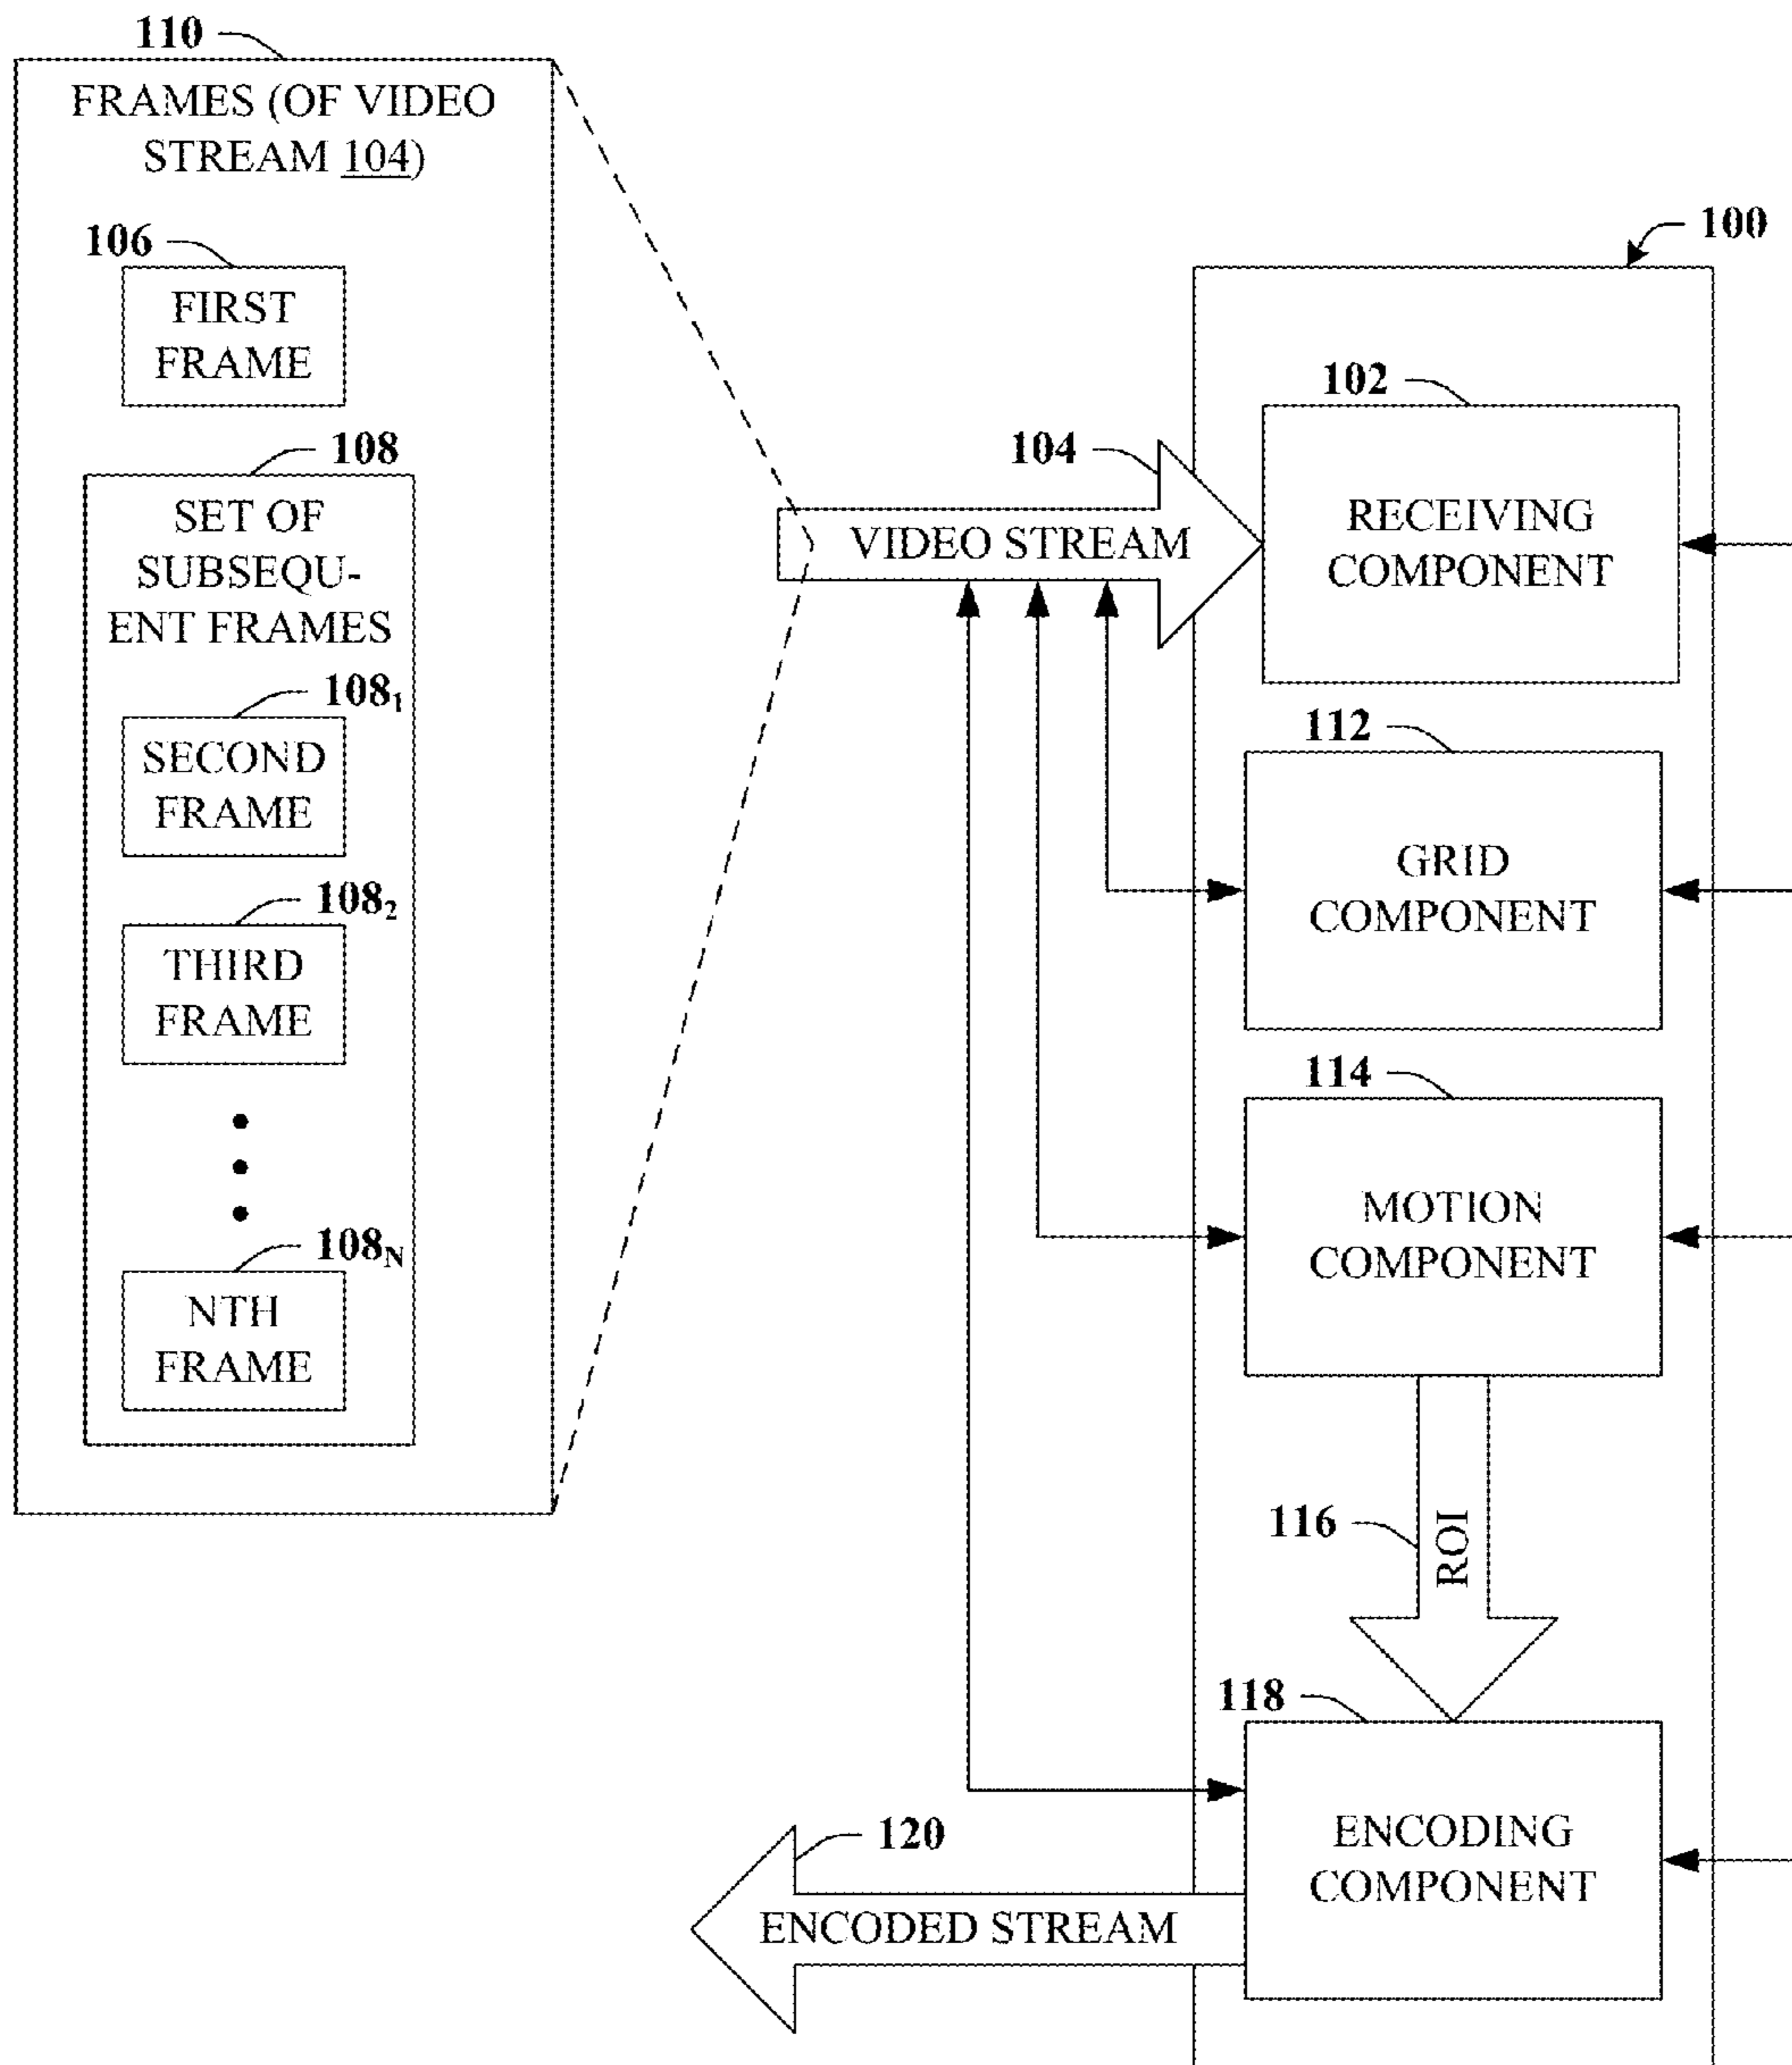 110
FRAMES (OF VIDEO
STREAM 104)
106
FIRST
FRAME
108
SET OF
SUBSEQU-
ENT FRAMES
108₁
SECOND
FRAME
108₂
THIRD
FRAME
108ₙ
NTH
FRAME
100
102
RECEIVING
COMPONENT
104
VIDEO STREAM
112
GRID
COMPONENT
114
MOTION
COMPONENT
116
ROI
118
ENCODING
COMPONENT
120
ENCODED STREAM